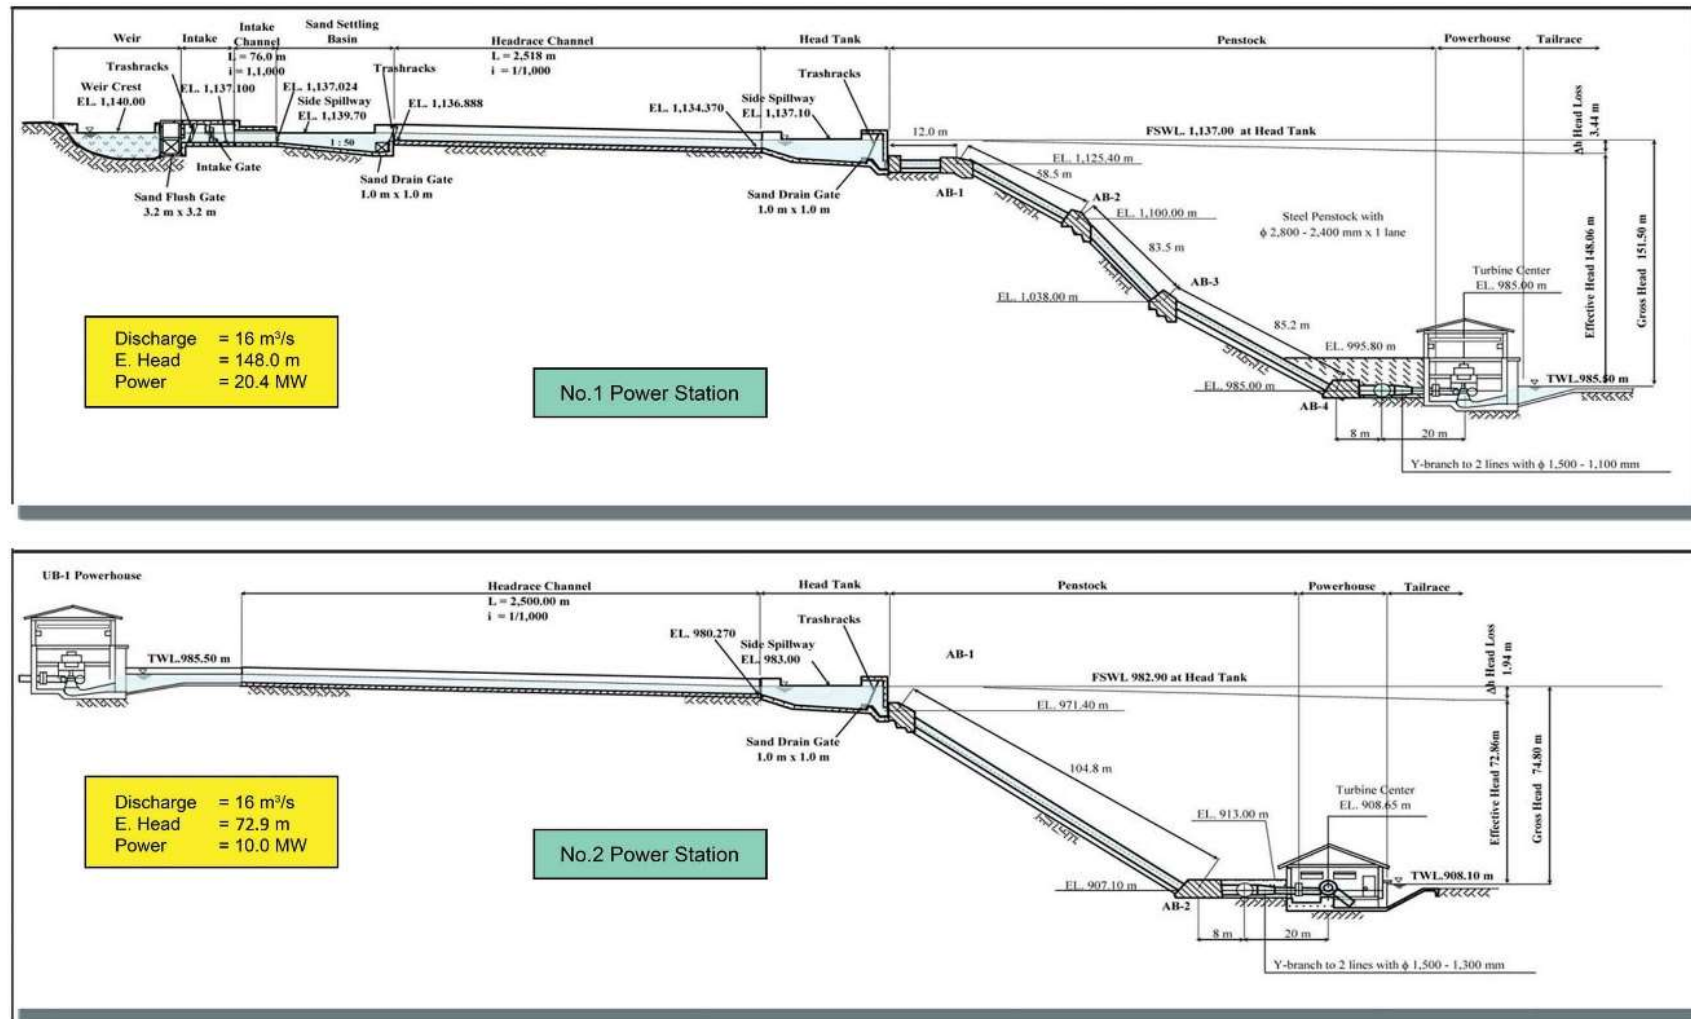 Weir
Intake
Intake
Channel
L = 76.0 m
i = 1,1,000
Sand Settling
Basin
Headrace Channel
L = 2,518 m
i = 1/1,000
Head Tank
Penstock
Powerhouse
Tailrace
Trashracks
Weir Crest
EL. 1,140.00
EL. 1,137.100
EL. 1,137.024
Side Spillway
EL. 1,139.70
Trashracks
EL. 1,136.888
EL. 1,134.370
Trashracks
Side Spillway
EL. 1,137.10
12.0 m
FSWL. 1,137.00 at Head Tank
Δh Head Loss
3.44 m
1 : 50
Intake Gate
Sand Flush Gate
3.2 m x 3.2 m
Sand Drain Gate
1.0 m x 1.0 m
Sand Drain Gate
1.0 m x 1.0 m
AB-1
EL. 1,125.40 m
58.5 m
AB-2
EL. 1,100.00 m
83.5 m
Steel Penstock with
ϕ 2,800 - 2,400 mm x 1 lane
AB-3
EL. 1,038.00 m
85.2 m
Turbine Center
EL. 985.00 m
Effective Head 148.06 m
Gross Head 151.50 m
EL. 995.80 m
EL. 985.00 m
TWL.985.50 m
AB-4
8 m
20 m
Y-branch to 2 lines with ϕ 1,500 - 1,100 mm
Discharge = 16 m³/s
E. Head = 148.0 m
Power = 20.4 MW
No.1 Power Station
UB-1 Powerhouse
Headrace Channel
L = 2,500.00 m
i = 1/1,000
Head Tank
Penstock
Powerhouse
Tailrace
TWL.985.50 m
EL. 980.270
Trashracks
Side Spillway
EL. 983.00
AB-1
FSWL 982.90 at Head Tank
Δh Head Loss
1.94 m
EL. 971.40 m
Sand Drain Gate
1.0 m x 1.0 m
104.8 m
Turbine Center
EL. 908.65 m
Effective Head 72.86m
Gross Head 74.80 m
EL. 913.00 m
EL. 907.10 m
TWL.908.10 m
AB-2
8 m
20 m
Y-branch to 2 lines with ϕ 1,500 - 1,300 mm
Discharge = 16 m³/s
E. Head = 72.9 m
Power = 10.0 MW
No.2 Power Station